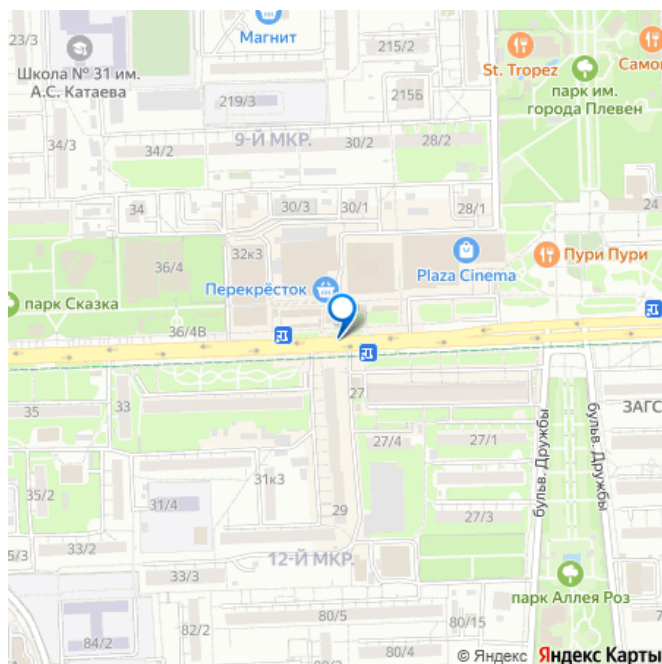 23/3
Магнит
215/2
St. Tropez
Школа № 31 им.
А.С. Катаева
219/3
215Б
парк им.
города Плевен
34/3
34/2
9-Й МКР.
30/2
28/2
34
30/3
30/1
28/1
24
36/4
32к3
Перекрёсток
Plaza Cinema
Пури Пури
парк Сказка
36/4В
35
33
27
27/4
27/1
ЗАГС
бульв. Дружбы
бульв. Дружбы
35/2
31/4
31к3
29
27/3
33/2
33/3
12-Й МКР.
парк Аллея Роз
84/2
82/2
80/5
80/4
80/15
© Яндекс Яндекс Карты